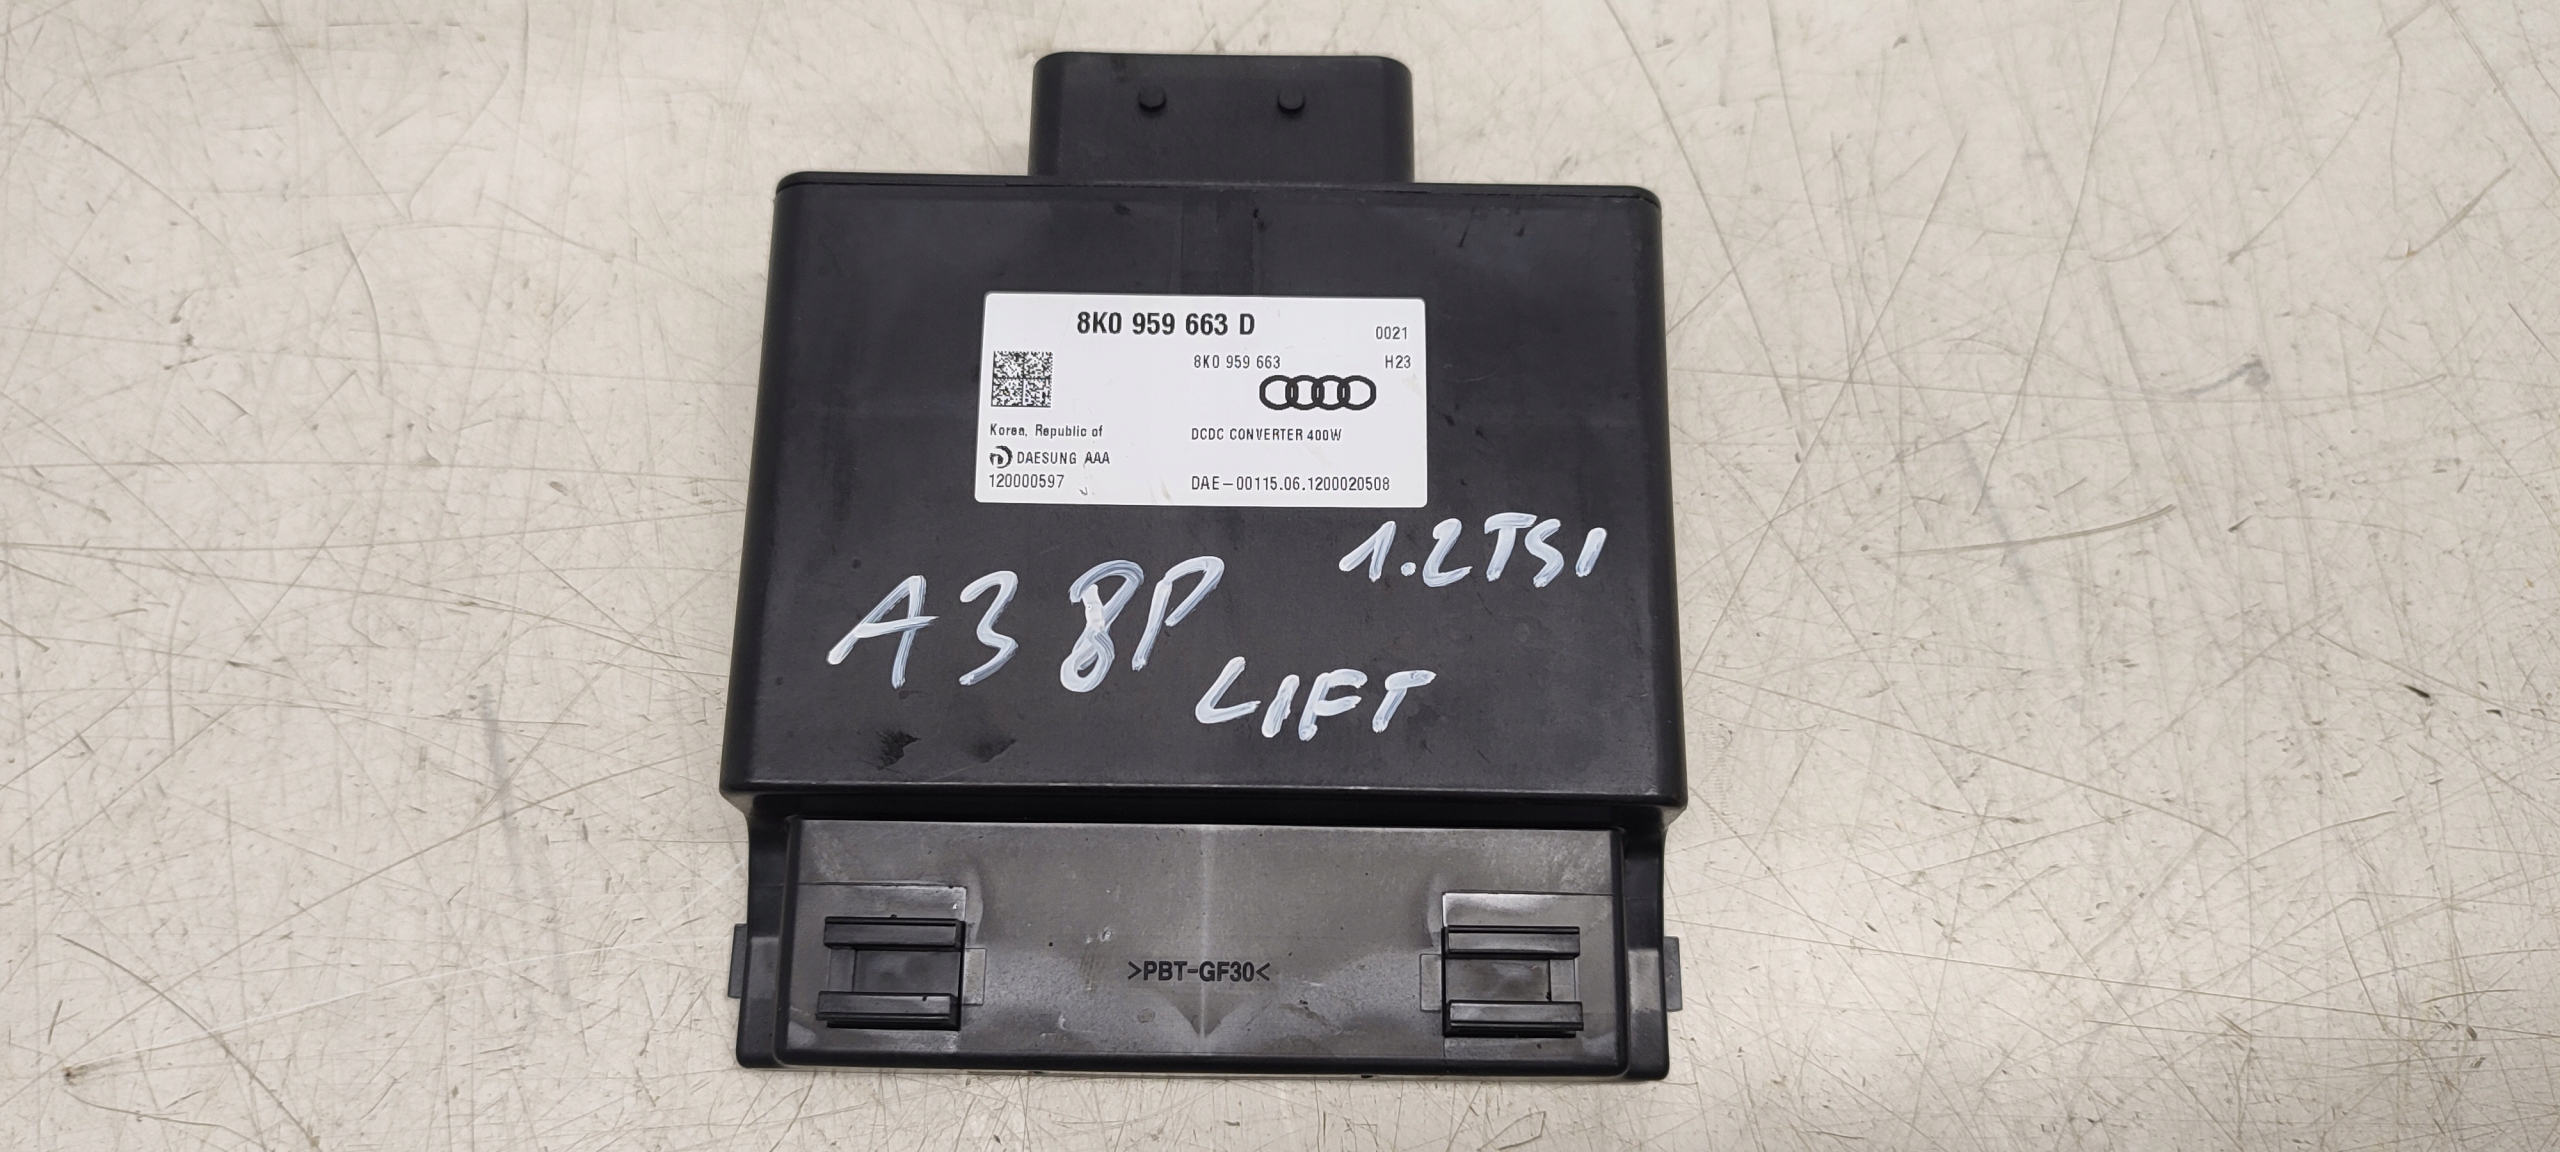 8K0 959 663 D
0021
8K0 959 663
H23
Korea, Republic of
DCDC CONVERTER 400W
DAESUNG AAA
120000597
DAE-00115.06.1200020508
1.2TSI
A3 8P
LIFT
>PBT-GF30<